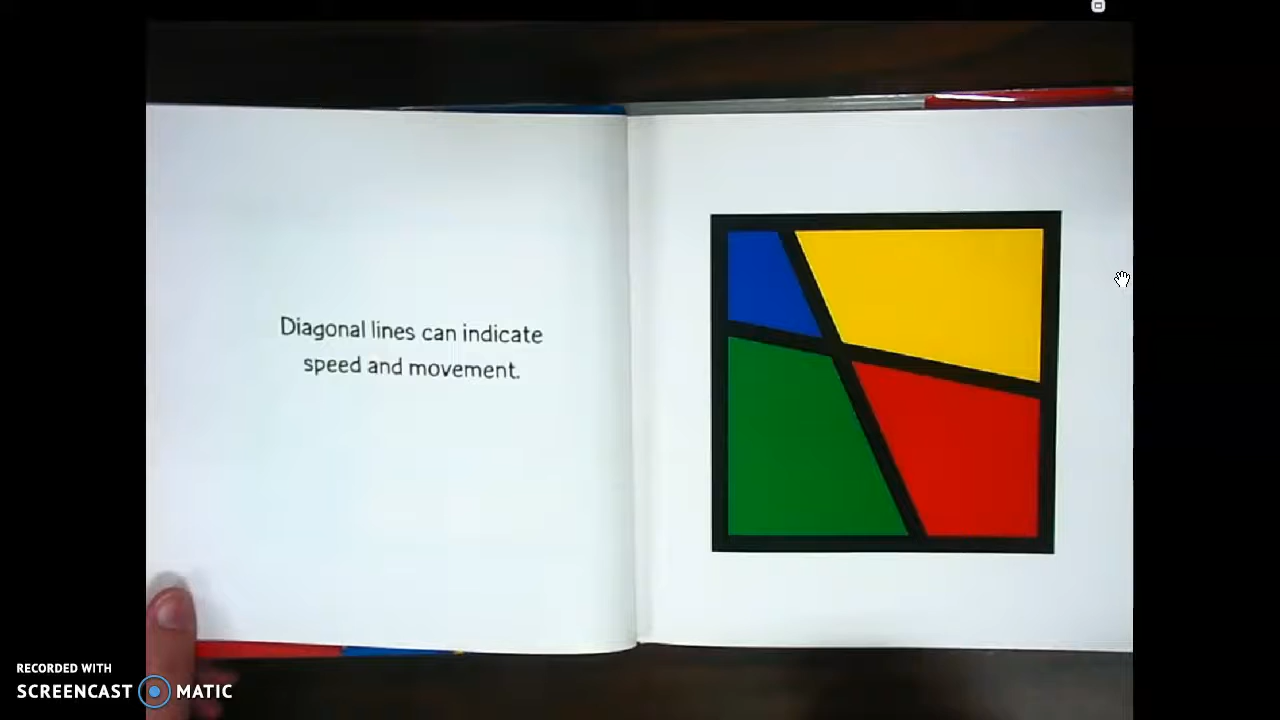 Diagonal lines can indicate
speed and movement.
RECORDED WITH
SCREENCAST MATIC